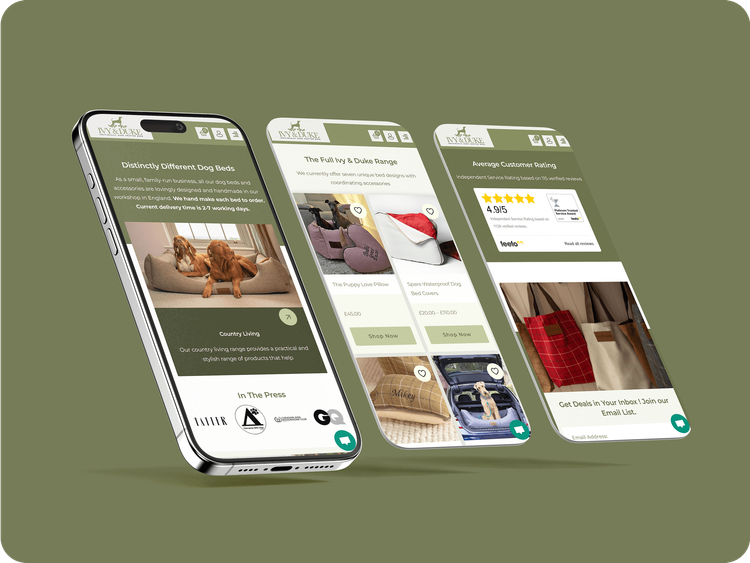 IVY & DUKE
Distinctly Different Dog Beds
As a small, family-run business, all our dog beds and
accessories are lovingly designed and handmade in our
workshop in England. We hand make each bed to order.
Current delivery time is 2-7 working days.
Country Living
Our country living range provides a practical and
stylish range of products that help
In The Press
TATLER
GQ
IVY & DUKE
The Full Ivy & Duke Range
We currently offer seven unique bed designs with
coordinating accessories.
The Puppy Love Pillow
£45.00
Shop Now
Spare Waterproof Dog
Bed Covers
£20.00 - £110.00
Shop Now
Mikey
IVY & DUKE
Average Customer Rating
Independent Service Rating based on 115 verified reviews
4.9/5
Independent Service Rating based on
verified reviews.
Platinum Trusted
Service Award
feefo
Read all reviews
Get Deals in Your Inbox ! Join our
Email List.
Email Address: